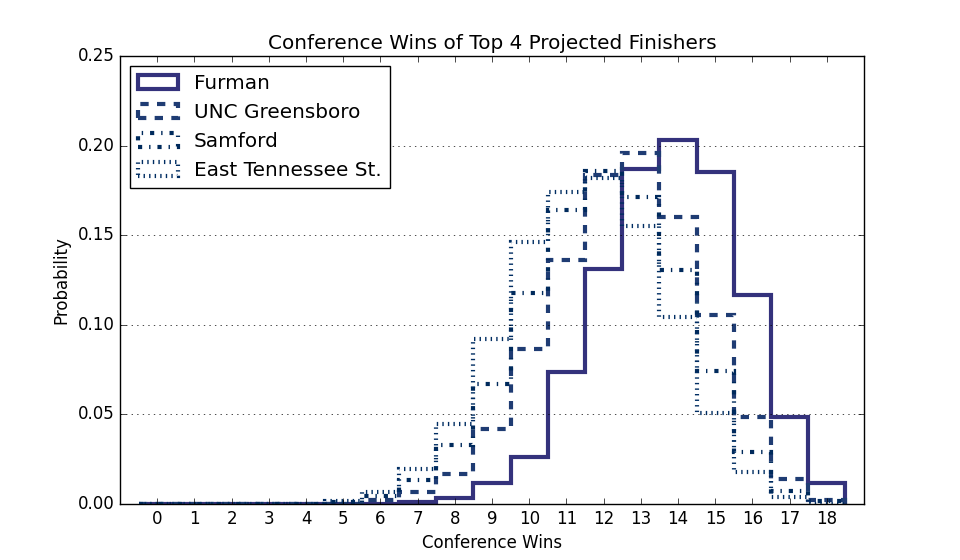 Conference Wins of Top 4 Projected Finishers
0.25
Furman
UNC Greensboro
Samford
East Tennessee St.
0.20
0.15
Probability
0.10
0.05
0.00
0 1 2 3 4 5 6 7 8 9 10 11 12 13 14 15 16 17 18
Conference Wins